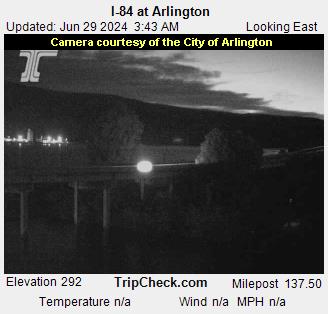 I-84 at Arlington
Updated: Jun 29 2024 3:43 AM Looking East
Camera courtesy of the City of Arlington
Elevation 292 TripCheck.com Milepost 137.50
Temperature n/a Wind n/a MPH n/a